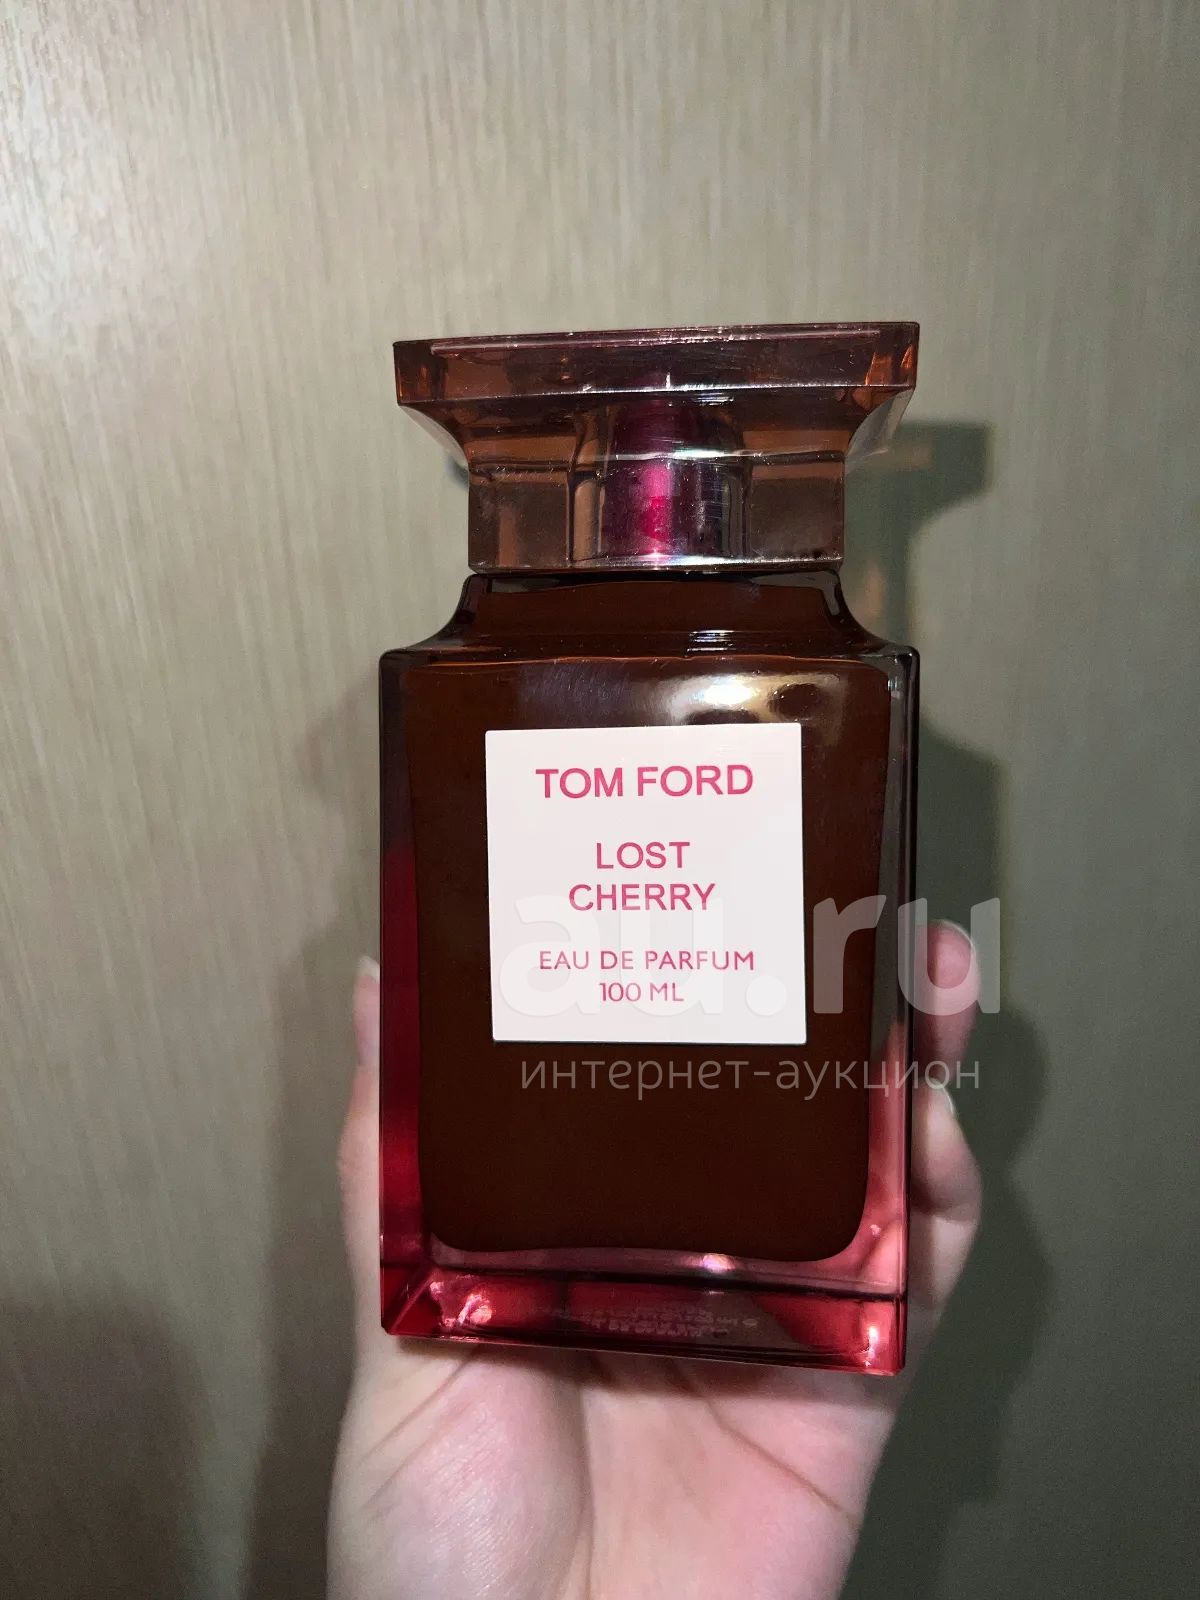 TOM FORD
LOST
CHERRY
EAU DE PARFUM
100 ML
au.ru
интернет-аукцион